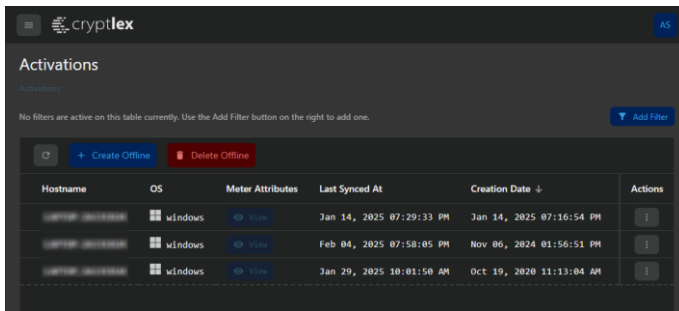 cryptlex
AS
Activations
Activations
No filters are active on this table currently. Use the Add Filter button on the right to add one.
Add Filter
+ Create Offline
Delete Offline
Hostname OS Meter Attributes Last Synced At Creation Date ↓ Actions
windows View Jan 14, 2025 07:29:33 PM Jan 14, 2025 07:16:54 PM
windows View Feb 04, 2025 07:58:05 PM Nov 06, 2024 01:56:51 PM
windows View Jan 29, 2025 10:01:50 AM Oct 19, 2020 11:13:04 AM